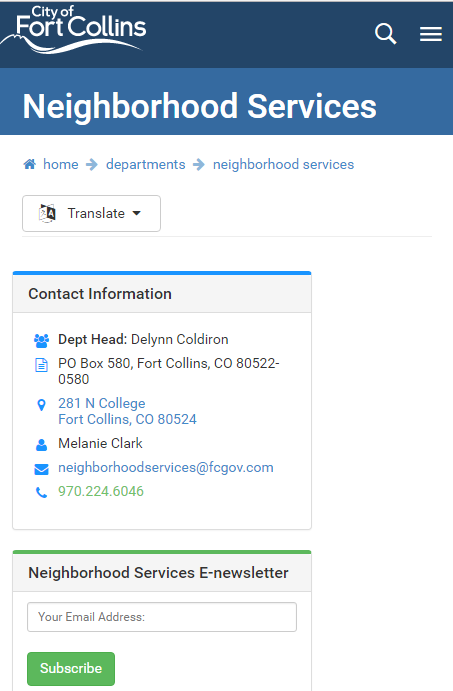 City of
Fort Collins
Neighborhood Services
home departments neighborhood services
Translate
Contact Information
Dept Head: Delynn Coldiron
PO Box 580, Fort Collins, CO 80522-
0580
281 N College
Fort Collins, CO 80524
Melanie Clark
neighborhoodservices@fcgov.com
970.224.6046
Neighborhood Services E-newsletter
Your Email Address:
Subscribe